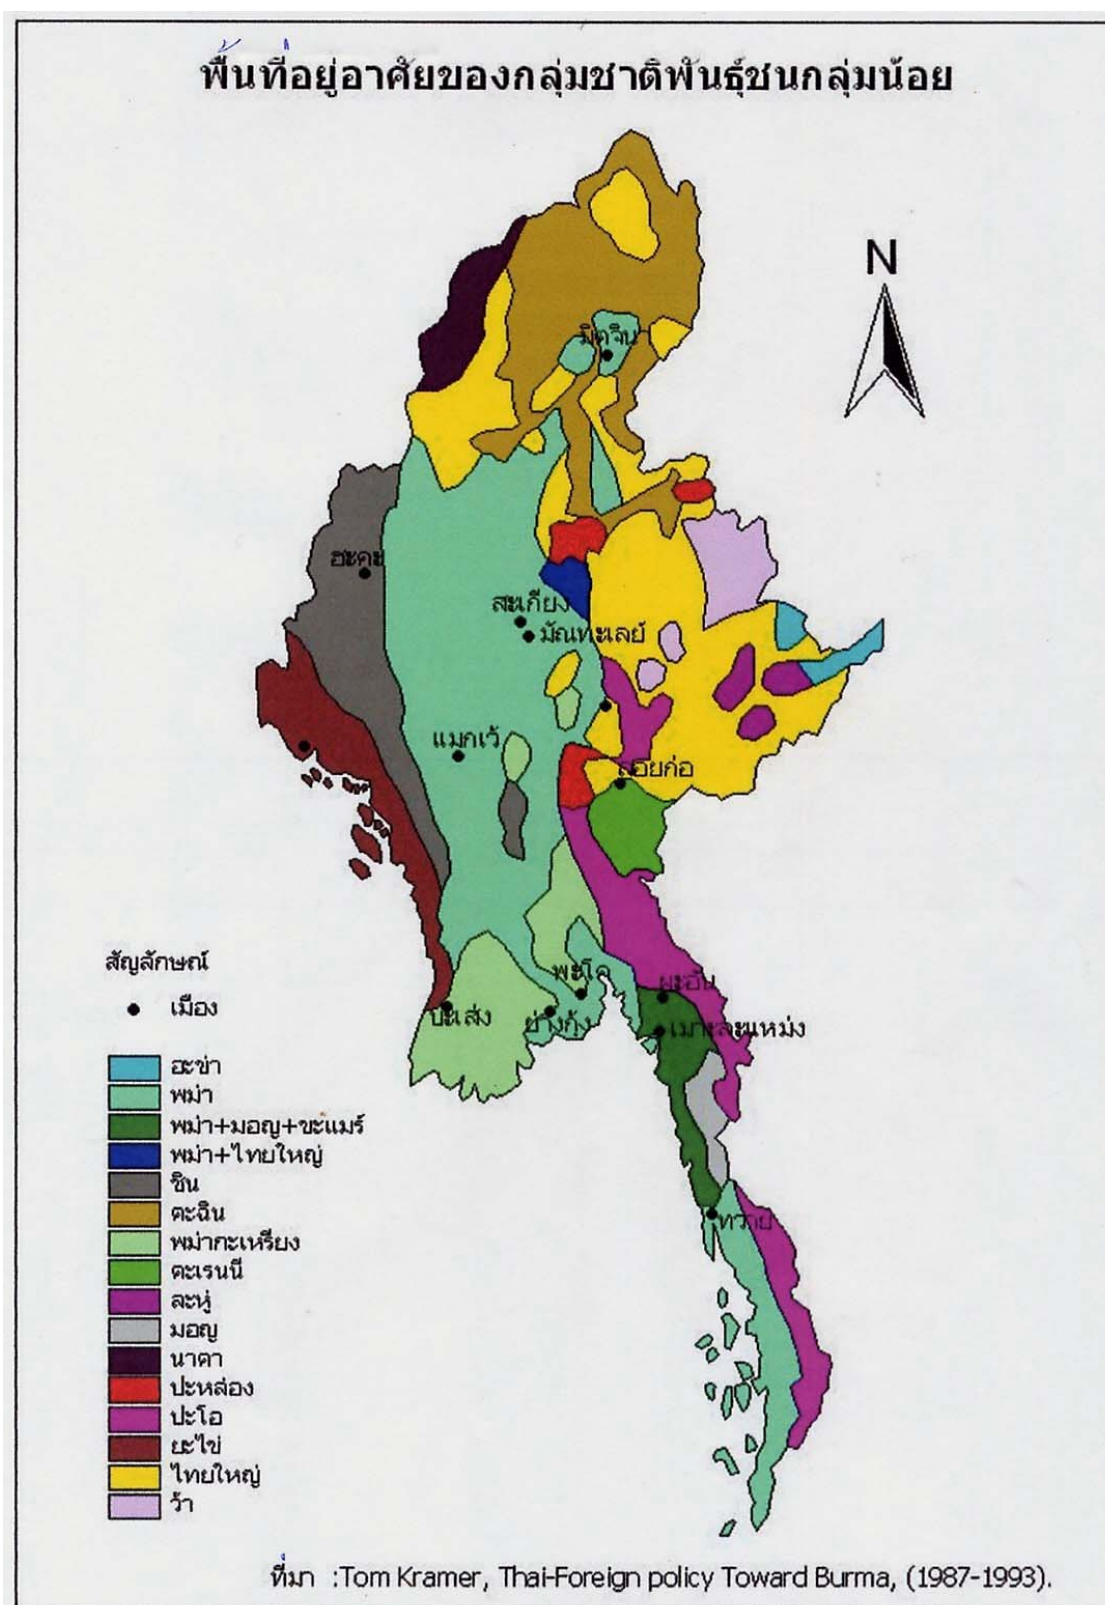 พื้นที่อยู่อาศัยของกลุ่มชาติพันธุ์ชนกลุ่มน้อย
N
มิตจิน
ฮะคะ
สะเกียง
มัณทะเลย์
แมกเว้
ลอยก่อ
พะโค
ผะอัน
ปะเส่ง
ย่างกุ้ง
เมาะละแหม่ง
ทวาย
สัญลักษณ์
เมือง
อะข่า
พม่า
พม่า+มอญ+ขะแมร์
พม่า+ไทยใหญ่
ชิน
คะฉิ่น
พม่ากะเหรี่ยง
คะเรนนี
ละหู่
มอญ
นาคา
ปะหล่อง
ปะโอ
ยะไข่
ไทยใหญ่
ว้า
ที่มา :Tom Kramer, Thai-Foreign policy Toward Burma, (1987-1993).